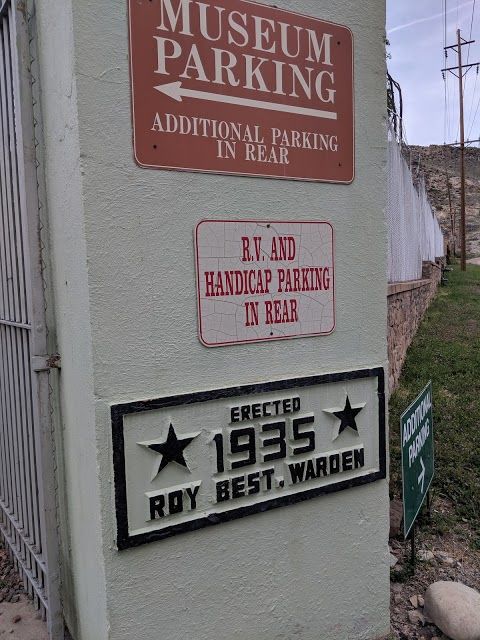 MUSEUM
PARKING
ADDITIONAL PARKING
IN REAR
R.V. AND
HANDICAP PARKING
IN REAR
ERECTED
1935
ROY BEST. WARDEN
ADDITIONAL
PARKING